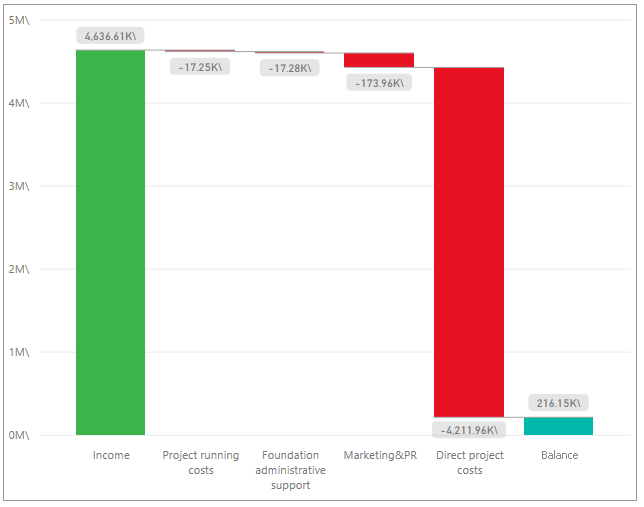 5M\
4,636.61K\
-17.25K\
-17.28K\
-173.96K\
4M\
3M\
2M\
1M\
216.15K\
-4,211.96K\
0M\
Income
Project running
costs
Foundation
administrative
support
Marketing&PR
Direct project
costs
Balance